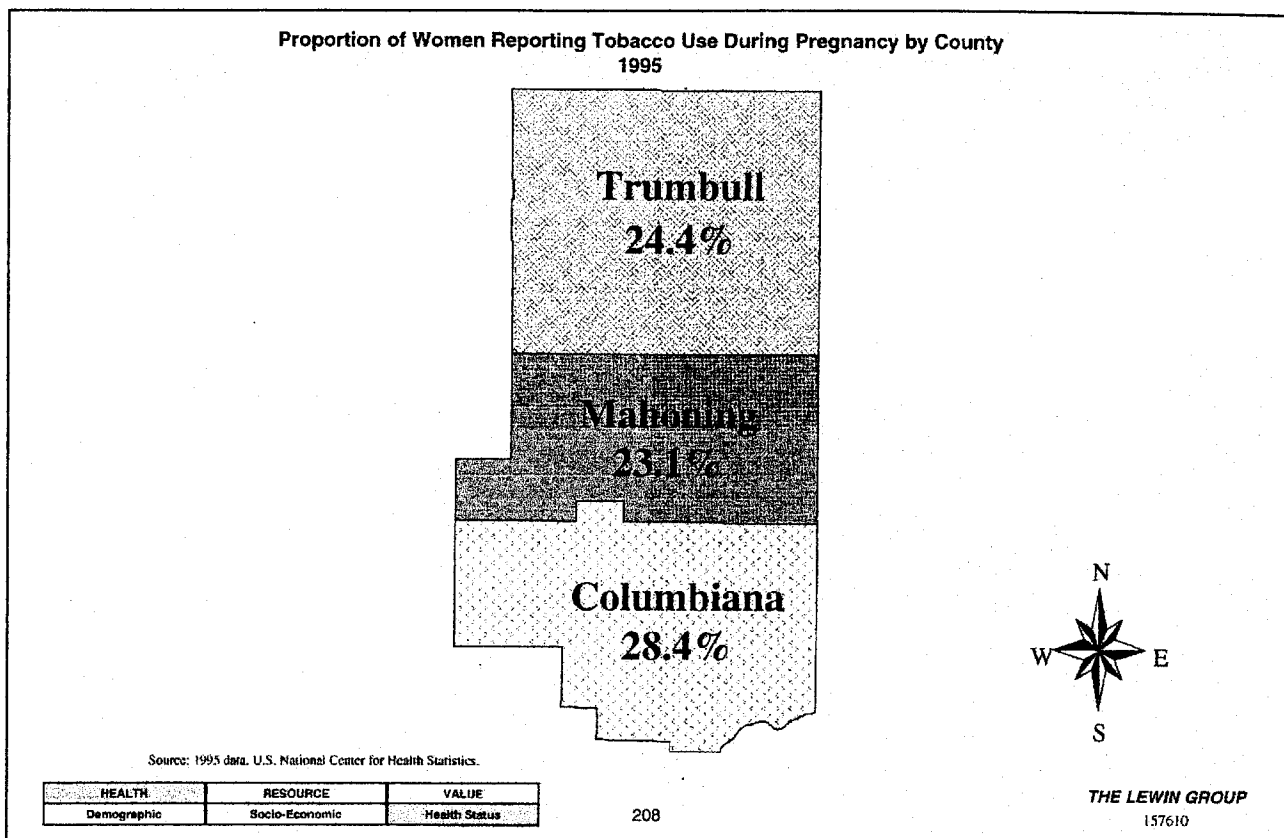 Proportion of Women Reporting Tobacco Use During Pregnancy by County
1995
Trumbull
24.4%
Mahoning
23.1%
Columbiana
28.4%
N
W E
S
Source: 1995 data. U.S. National Center for Health Statistics.
HEALTH RESOURCE VALUE
Demographic Socio-Economic Health Status
208
THE LEWIN GROUP
157610